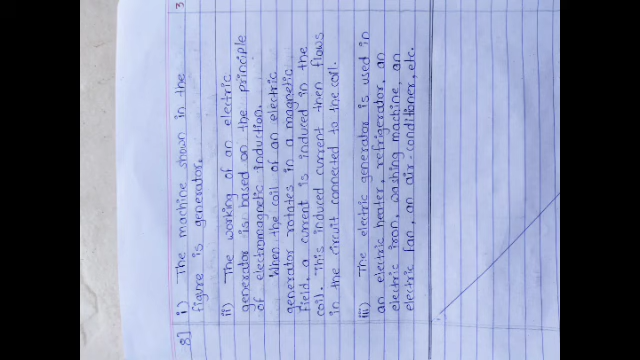 3
8] i) The machine shown in the
figure is generator.
ii) The working of an electric
generator is based on the principle
of electromagnetic induction.
When the coil of an electric
generator rotates in a magnetic
field, a current is induced in the
coil. This induced current then flows
in the circuit connected to the coil.
iii) The electric generator is used in
an electric heater, refrigerator, an
electric iron, washing machine, an
electric fan, an air-conditioner, etc.